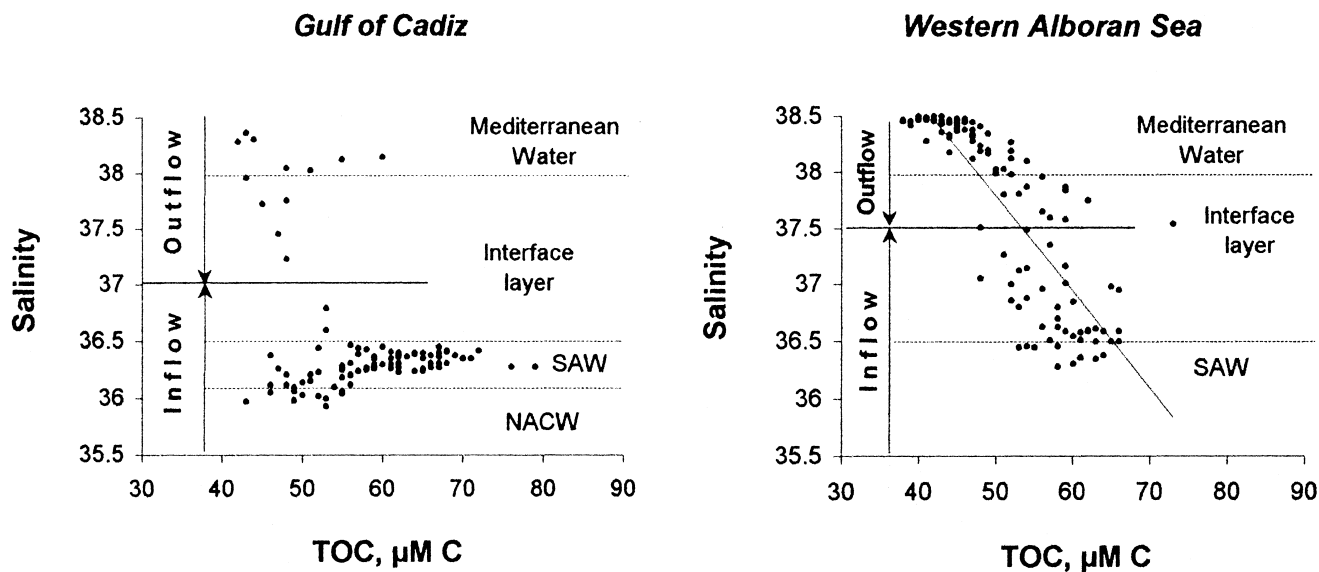 Gulf of Cadiz
Salinity
38.5
38
37.5
37
36.5
36
35.5
Outflow
Inflow
Mediterranean
Water
Interface
layer
SAW
NACW
30 40 50 60 70 80 90
TOC, µM C
Western Alboran Sea
Salinity
38.5
38
37.5
37
36.5
36
35.5
Outflow
Inflow
Mediterranean
Water
Interface
layer
SAW
30 40 50 60 70 80 90
TOC, µM C